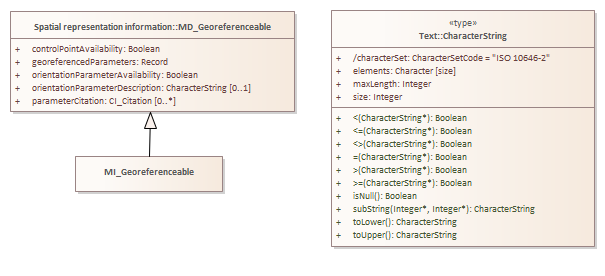 Spatial representation information::MD_Georeferenceable
+ controlPointAvailability: Boolean
+ georeferencedParameters: Record
+ orientationParameterAvailability: Boolean
+ orientationParameterDescription: CharacterString [0..1]
+ parameterCitation: CI_Citation [0..*]
MI_Georeferenceable
«type»
Text::CharacterString
+ /characterSet: CharacterSetCode = "ISO 10646-2"
+ elements: Character [size]
+ maxLength: Integer
+ size: Integer
+ <(CharacterString*): Boolean
+ <=(CharacterString*): Boolean
+ <>(CharacterString*): Boolean
+ =(CharacterString*): Boolean
+ >(CharacterString*): Boolean
+ >=(CharacterString*): Boolean
+ isNull(): Boolean
+ subString(Integer*, Integer*): CharacterString
+ toLower(): CharacterString
+ toUpper(): CharacterString